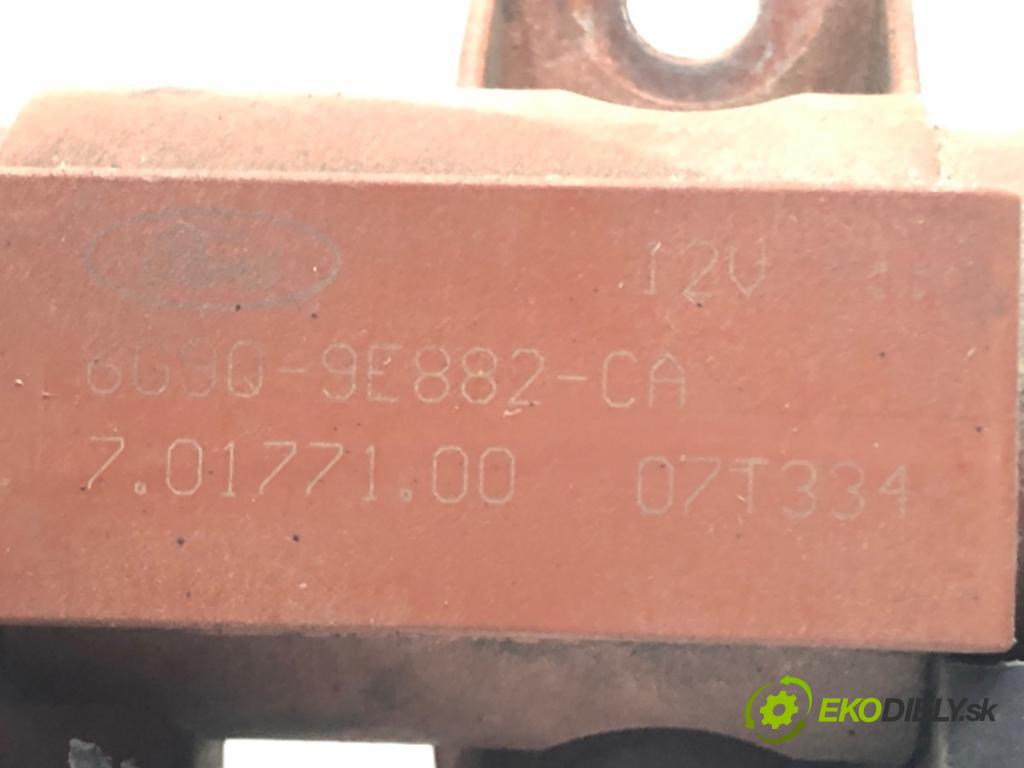 12V
6G9Q-9E882-CA
7.01771.00 07T334
EKODIELY.sk